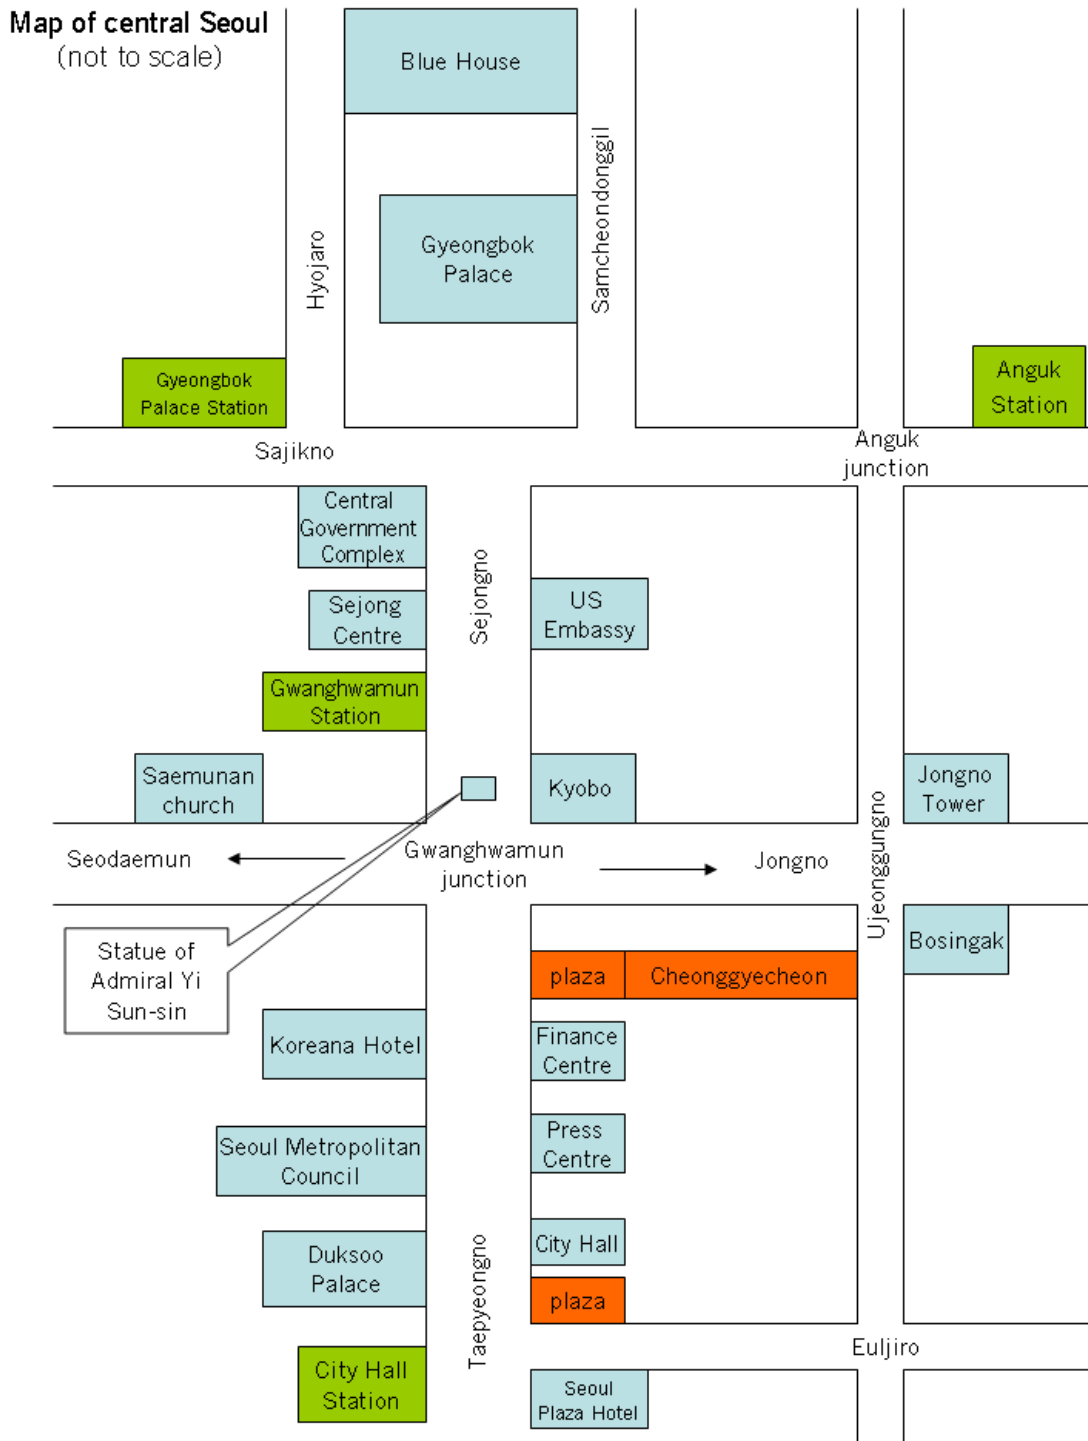 Map of central Seoul
(not to scale)
Blue House
Samcheondonggil
Hyojaro
Gyeongbok
Palace
Gyeongbok
Palace Station
Anguk
Station
Sajikno
Anguk
junction
Central
Government
Complex
Sejongno
US
Embassy
Sejong
Centre
Gwanghwamun
Station
Saemunan
church
Kyobo
Jongno
Tower
Ujeonggungno
Seodaemun
Gwanghwamun
junction
Jongno
Statue of
Admiral Yi
Sun-sin
Bosingak
plaza
Cheonggyecheon
Koreana Hotel
Finance
Centre
Seoul Metropolitan
Council
Press
Centre
Duksoo
Palace
City Hall
plaza
Taepyeongno
Euljiro
City Hall
Station
Seoul
Plaza Hotel